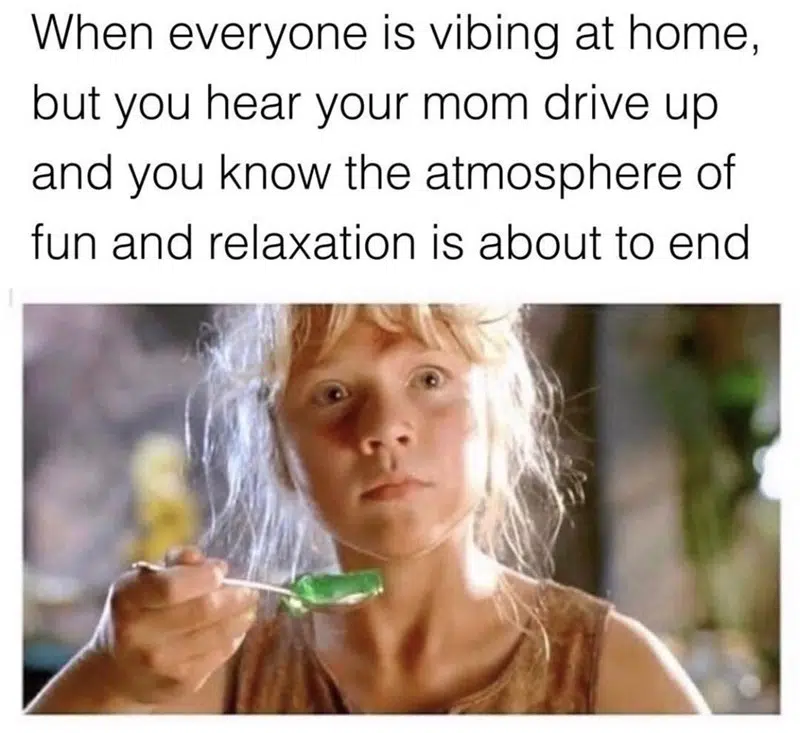 When everyone is vibing at home,
but you hear your mom drive up
and you know the atmosphere of
fun and relaxation is about to end